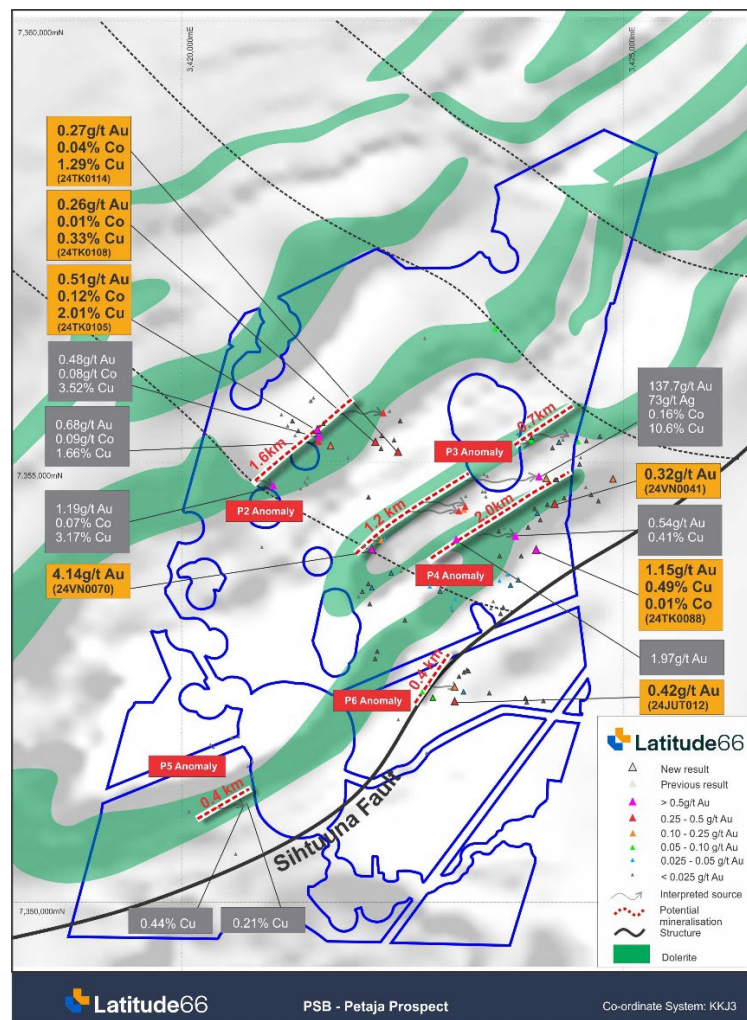 7,360,000mN
3,420,000mE
3,425,000mE
0.27g/t Au
0.04% Co
1.29% Cu
(24TK0114)
0.26g/t Au
0.01% Co
0.33% Cu
(24TK0108)
0.51g/t Au
0.12% Co
2.01% Cu
(24TK0105)
0.48g/t Au
0.08g/t Co
3.52% Cu
0.68g/t Au
0.09g/t Co
1.66% Cu
7,355,000mN
1.19g/t Au
0.07% Co
3.17% Cu
4.14g/t Au
(24VN0070)
1.6km
P2 Anomaly
P3 Anomaly
0.7km
1.2 km
2.0km
P4 Anomaly
137.7g/t Au
73g/t Ag
0.16% Co
10.6% Cu
0.32g/t Au
(24VN0041)
0.54g/t Au
0.41% Cu
1.15g/t Au
0.49% Cu
0.01% Co
(24TK0088)
1.97g/t Au
0.4km
P6 Anomaly
0.42g/t Au
(24JUT012)
P5 Anomaly
0.4 km
Sihtuuna Fault
7,350,000mN
0.44% Cu
0.21% Cu
Latitude66
New result
Previous result
> 0.5g/t Au
0.25 - 0.5 g/t Au
0.10 - 0.25 g/t Au
0.05 - 0.10 g/t Au
0.025 - 0.05 g/t Au
< 0.025 g/t Au
Interpreted source
Potential
mineralisation
Structure
Dolerite
Latitude66
PSB - Petaja Prospect
Co-ordinate System: KKJ3